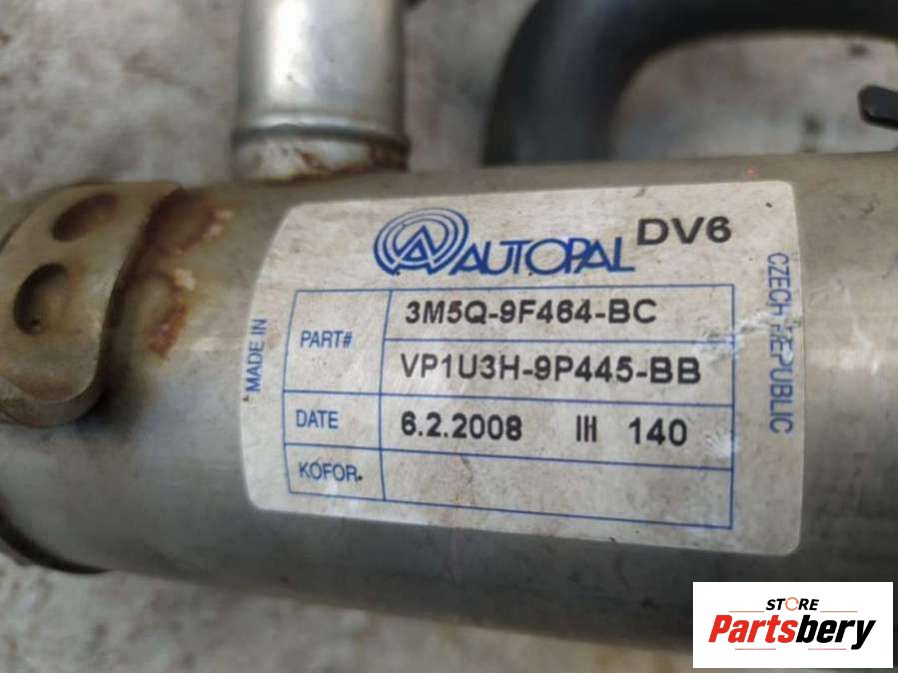 AUTOPAL DV6
MADE IN
CZECH REPUBLIC
PART# 3M5Q-9F464-BC
VP1U3H-9P445-BB
DATE 6.2.2008 IH 140
KOFOR.
STORE
Partsbery